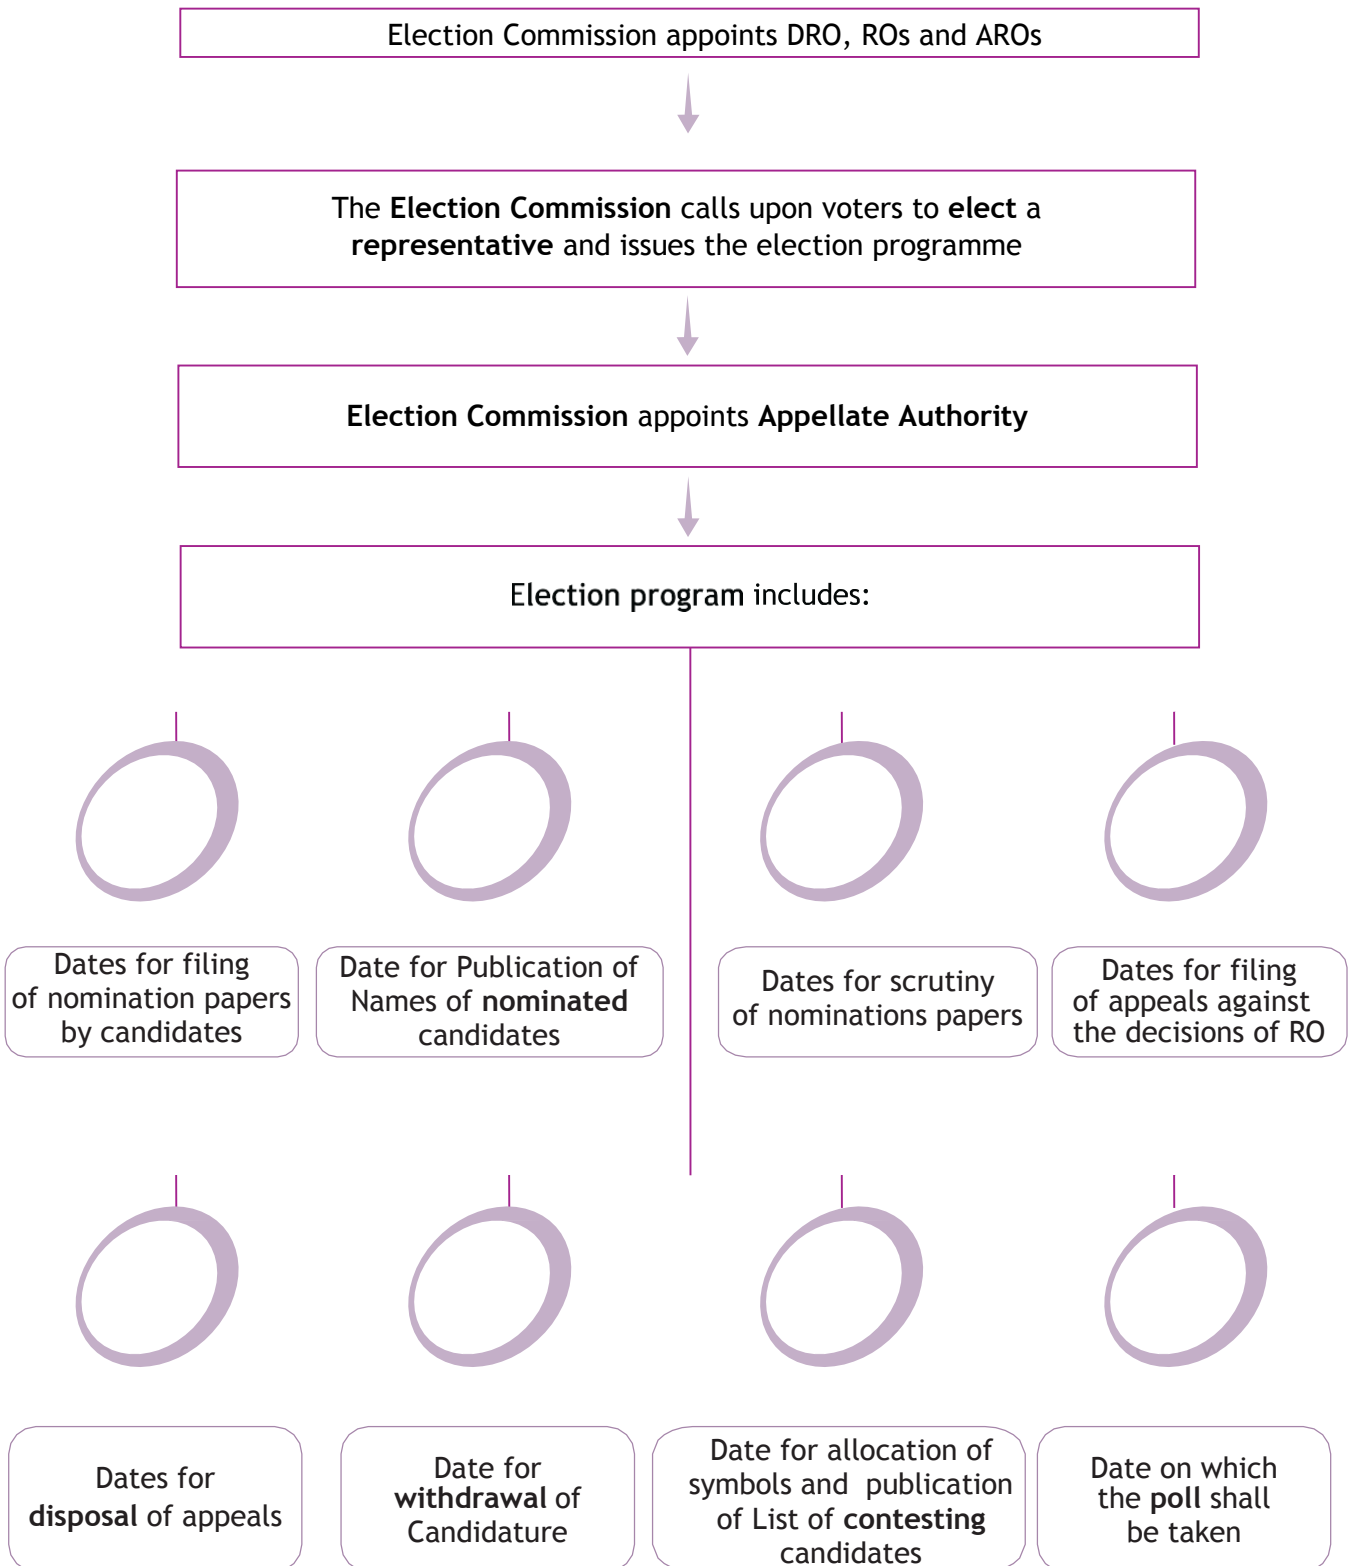 Election Commission appoints DRO, ROs and AROs
The Election Commission calls upon voters to elect a
representative and issues the election programme
Election Commission appoints Appellate Authority
Election program includes:
Dates for filing
of nomination papers
by candidates
Date for Publication of
Names of nominated
candidates
Dates for scrutiny
of nominations papers
Dates for filing
of appeals against
the decisions of RO
Dates for
disposal of appeals
Date for
withdrawal of
Candidature
Date for allocation of
symbols and publication
of List of contesting
candidates
Date on which
the poll shall
be taken